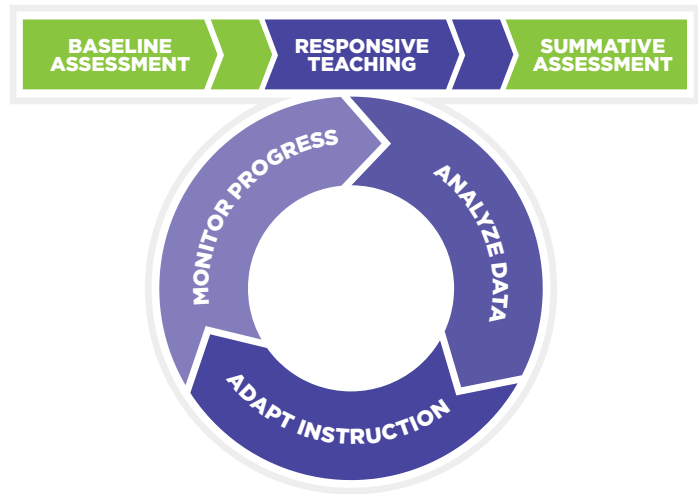 BASELINE
ASSESSMENT
RESPONSIVE
TEACHING
SUMMATIVE
ASSESSMENT
MONITOR PROGRESS
ANALYZE DATA
ADAPT INSTRUCTION